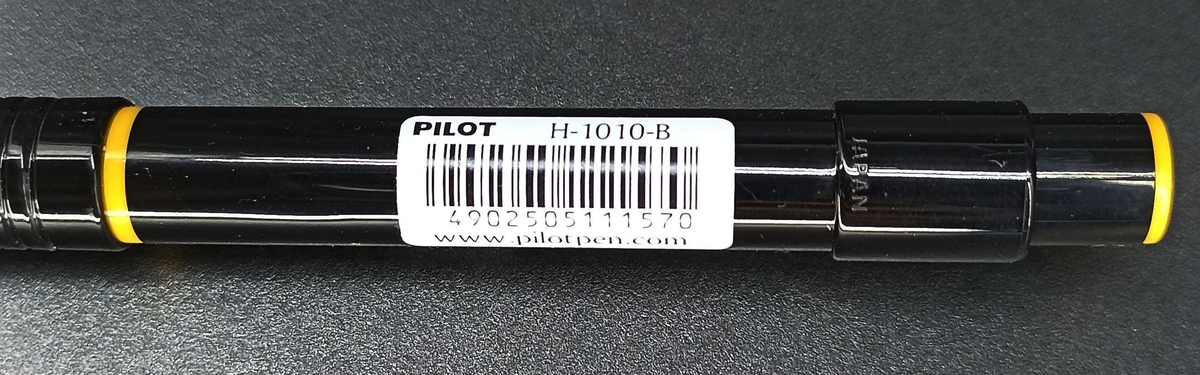 PILOT H-1010-B
4902505111570
www.pilotpen.com
JAPAN